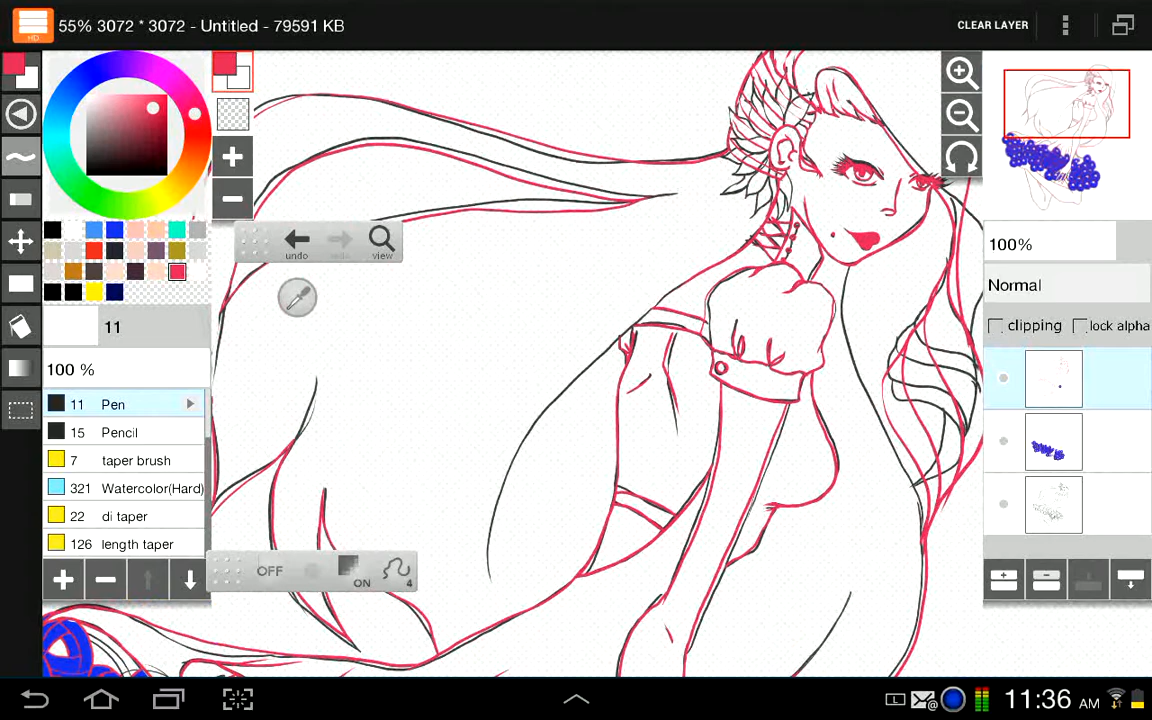 HD
55% 3072 * 3072 - Untitled - 79591 KB
CLEAR LAYER
undo
view
100%
Normal
clipping
lock alpha
11
100 %
11 Pen
15 Pencil
7 taper brush
321 Watercolor(Hard)
22 di taper
126 length taper
OFF
ON
4
L
11:36 AM